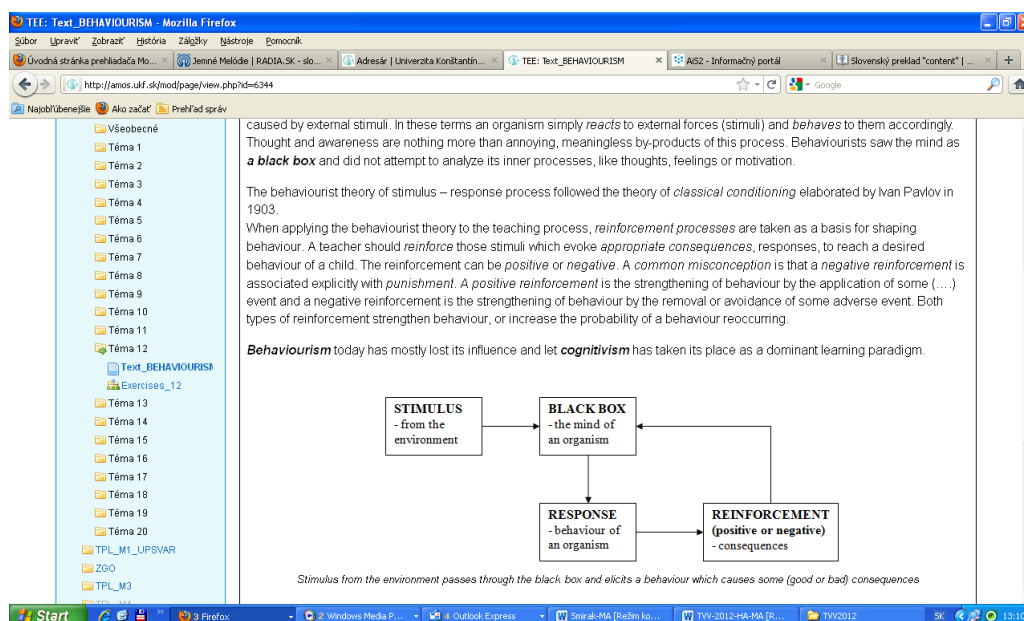 TEE: Text_BEHAVIOURISM - Mozilla Firefox
Súbor Upraviť Zobraziť História Záložky Nástroje Pomocník
Úvodná stránka prehliadača Mo... Jemné Melódie | RADIA.SK - slo... Adresár | Univerzita Konštantín... TEE: Text_BEHAVIOURISM AiS2 - Informačný portál Slovenský preklad "content" | ...
http://amos.ukf.sk/mod/page/view.php?id=6344 Google
Najobľúbenejšie Ako začať Prehľad správ
Všeobecné
Téma 1
Téma 2
Téma 3
Téma 4
Téma 5
Téma 6
Téma 7
Téma 8
Téma 9
Téma 10
Téma 11
Téma 12
Text_BEHAVIOURISM
Exercises_12
Téma 13
Téma 14
Téma 15
Téma 16
Téma 17
Téma 18
Téma 19
Téma 20
TPL_M1_UPSVAR
ZGO
TPL_M3
caused by external stimuli. In these terms an organism simply reacts to external forces (stimuli) and behaves to them accordingly.
Thought and awareness are nothing more than annoying, meaningless by-products of this process. Behaviourists saw the mind as
a black box and did not attempt to analyze its inner processes, like thoughts, feelings or motivation.
The behaviourist theory of stimulus – response process followed the theory of classical conditioning elaborated by Ivan Pavlov in
1903.
When applying the behaviourist theory to the teaching process, reinforcement processes are taken as a basis for shaping
behaviour. A teacher should reinforce those stimuli which evoke appropriate consequences, responses, to reach a desired
behaviour of a child. The reinforcement can be positive or negative. A common misconception is that a negative reinforcement is
associated explicitly with punishment. A positive reinforcement is the strengthening of behaviour by the application of some (....)
event and a negative reinforcement is the strengthening of behaviour by the removal or avoidance of some adverse event. Both
types of reinforcement strengthen behaviour, or increase the probability of a behaviour reoccurring.
Behaviourism today has mostly lost its influence and let cognitivism has taken its place as a dominant learning paradigm.
STIMULUS
- from the
environment
BLACK BOX
- the mind of
an organism
RESPONSE
- behaviour of
an organism
REINFORCEMENT
(positive or negative)
- consequences
Stimulus from the environment passes through the black box and elicits a behaviour which causes some (good or bad) consequences
Start 3 Firefox 2 Windows Media P... 4 Outlook Express Smirak-MA [Režim ko... TVV-2012-HA-MA [R... TVV2012 SK 13:10